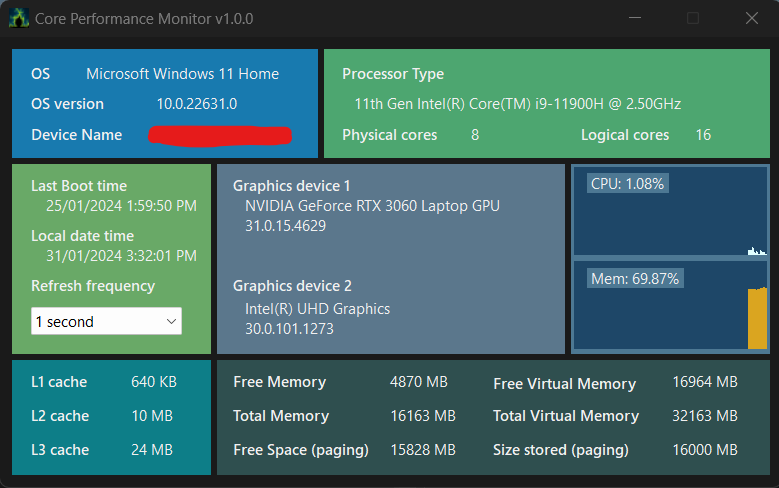 Core Performance Monitor v1.0.0
OS Microsoft Windows 11 Home
OS version 10.0.22631.0
Device Name
Processor Type
11th Gen Intel(R) Core(TM) i9-11900H @ 2.50GHz
Physical cores 8 Logical cores 16
Last Boot time
25/01/2024 1:59:50 PM
Local date time
31/01/2024 3:32:01 PM
Refresh frequency
1 second
Graphics device 1
NVIDIA GeForce RTX 3060 Laptop GPU
31.0.15.4629
Graphics device 2
Intel(R) UHD Graphics
30.0.101.1273
CPU: 1.08%
Mem: 69.87%
L1 cache 640 KB
L2 cache 10 MB
L3 cache 24 MB
Free Memory 4870 MB Free Virtual Memory 16964 MB
Total Memory 16163 MB Total Virtual Memory 32163 MB
Free Space (paging) 15828 MB Size stored (paging) 16000 MB